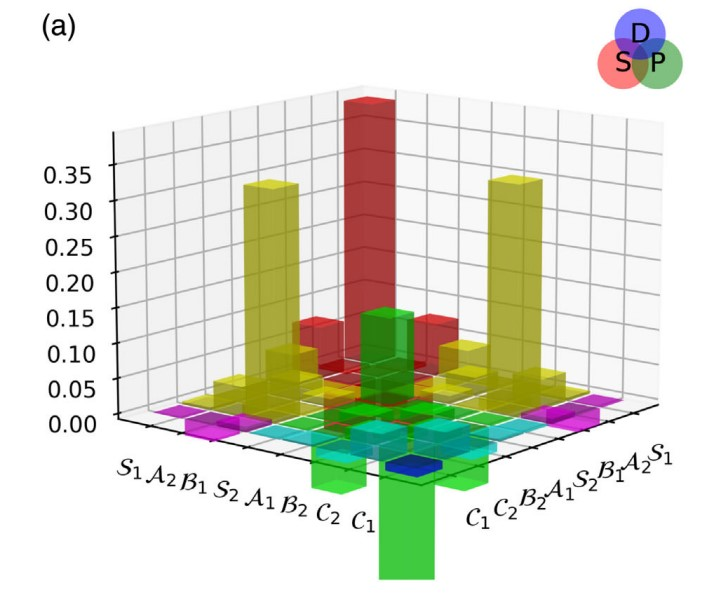 (a)
D
S P
0.35
0.30
0.25
0.20
0.15
0.10
0.05
0.00
𝒮₁ 𝒜₂ ℬ₁ 𝒮₂ 𝒜₁ ℬ₂ 𝒞₂ 𝒞₁
𝒞₁ 𝒞₂ ℬ₂ 𝒜₁ 𝒮₂ ℬ₁ 𝒜₂ 𝒮₁